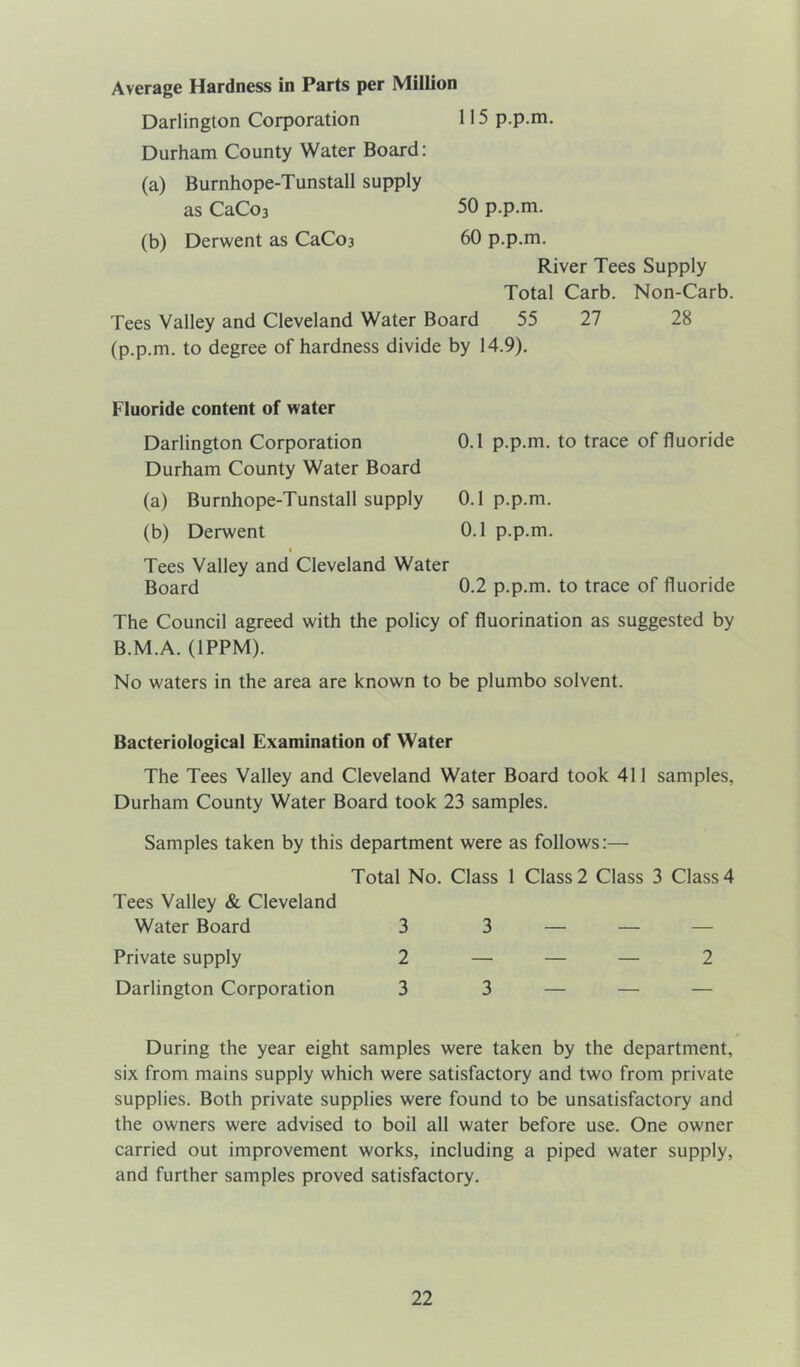 Average Hardness in Parts per Million
Darlington Corporation 115 p.p.m.
Durham County Water Board:
(a) Burnhope-Tunstall supply
as CaCo3 50 p.p.m.
(b) Derwent as CaCo3 60 p.p.m.
River Tees Supply
Total Carb. Non-Carb.
Tees Valley and Cleveland Water Board 55 27 28
(p.p.m. to degree of hardness divide by 14.9).
Fluoride content of water
Darlington Corporation 0.1 p.p.m. to trace of fluoride
Durham County Water Board
(a) Burnhope-Tunstall supply 0.1 p.p.m.
(b) Derwent 0.1 p.p.m.
Tees Valley and Cleveland Water
Board 0.2 p.p.m. to trace of fluoride
The Council agreed with the policy of fluorination as suggested by
B.M.A. (1PPM).
No waters in the area are known to be plumbo solvent.
Bacteriological Examination of Water
The Tees Valley and Cleveland Water Board took 411 samples,
Durham County Water Board took 23 samples.
Samples taken by this department were as follows:—
Total No. Class 1 Class 2 Class 3 Class 4
Tees Valley & Cleveland
Water Board 3 3 — — —
Private supply 2 — — — 2
Darlington Corporation 3 3 — — —
During the year eight samples were taken by the department,
six from mains supply which were satisfactory and two from private
supplies. Both private supplies were found to be unsatisfactory and
the owners were advised to boil all water before use. One owner
carried out improvement works, including a piped water supply,
and further samples proved satisfactory.
22